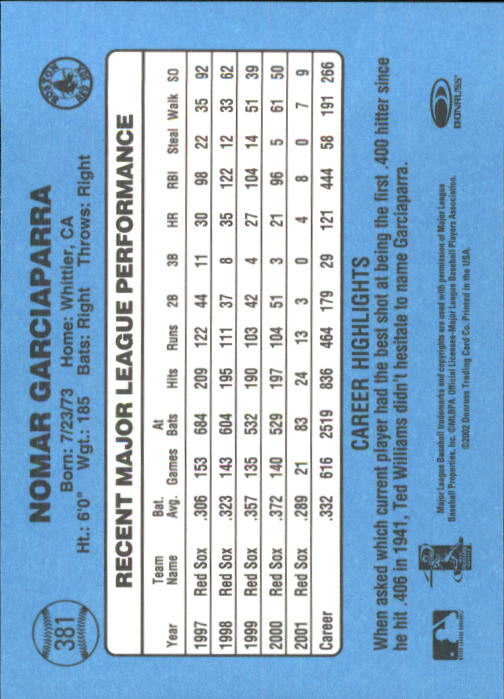 381
NOMAR GARCIAPARRA
Born: 7/23/73 Home: Whittier, CA
Ht.: 6'0" Wgt.: 185 Bats: Right Throws: Right
BOSTON
RED SOX
RECENT MAJOR LEAGUE PERFORMANCE
Year Team Name Bat. Avg. Games At Bats Hits Runs 2B 3B HR RBI Steal Walk SO
1997 Red Sox .306 153 684 209 122 44 11 30 98 22 35 92
1998 Red Sox .323 143 604 195 111 37 8 35 122 12 33 62
1999 Red Sox .357 135 532 190 103 42 4 27 104 14 51 39
2000 Red Sox .372 140 529 197 104 51 3 21 96 5 61 50
2001 Red Sox .289 21 83 24 13 3 0 4 8 0 7 9
Career .332 616 2519 836 464 179 29 121 444 58 191 266
CAREER HIGHLIGHTS
When asked which current player had the best shot at being the first .400 hitter since
he hit .406 in 1941, Ted Williams didn't hesitate to name Garciaparra.
Major League Baseball trademarks and copyrights are used with permission of Major League
Baseball Properties, Inc. ©MLBPA. Official Licensee-Major League Baseball Players Association.
©2002 Donruss Trading Card Co. Printed in the USA.
DONRUSS